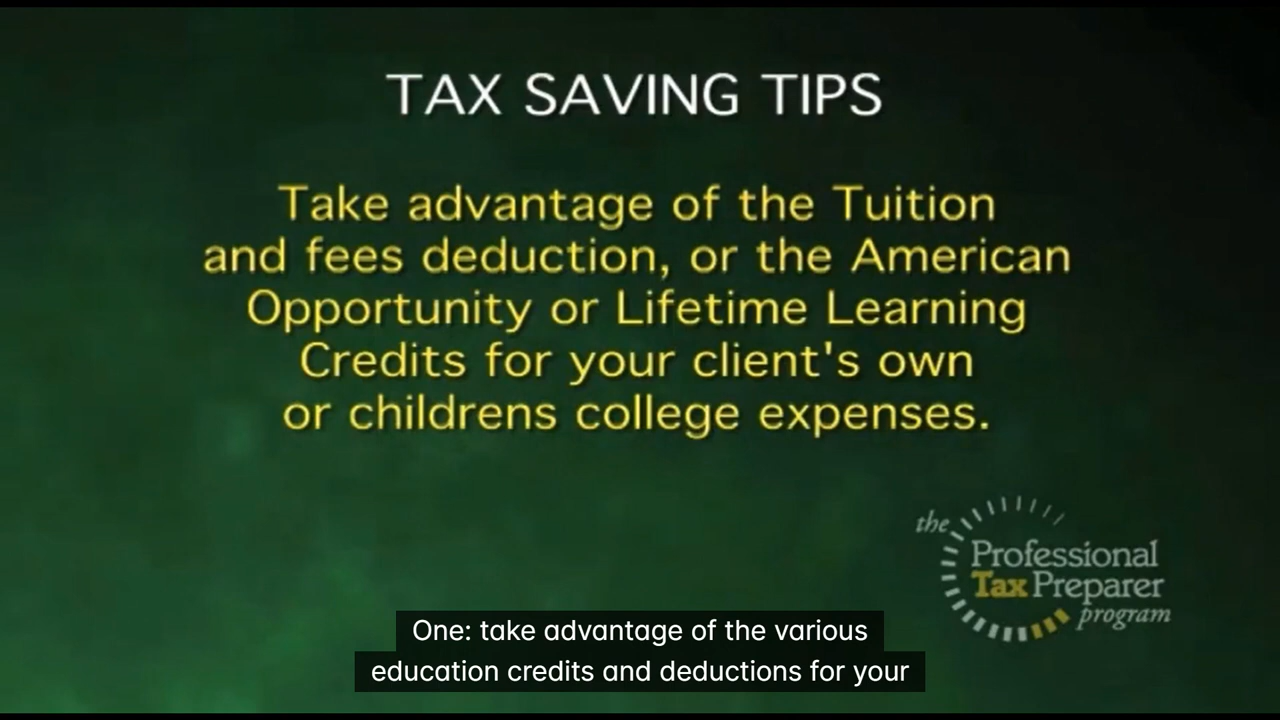 TAX SAVING TIPS
Take advantage of the Tuition
and fees deduction, or the American
Opportunity or Lifetime Learning
Credits for your client's own
or childrens college expenses.
the
Professional
Tax Preparer
program
One: take advantage of the various
education credits and deductions for your